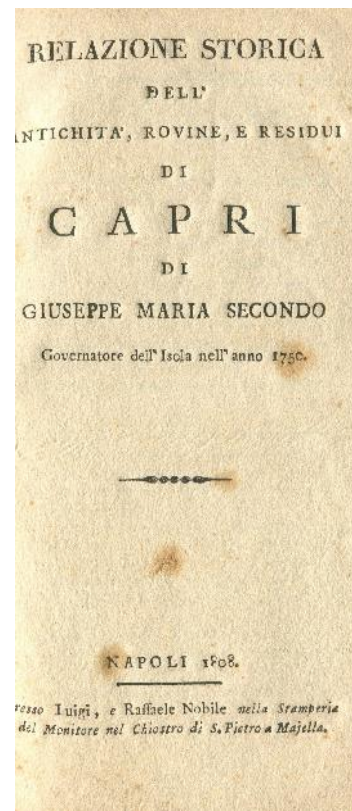 RELAZIONE STORICA
DELL'
ANTICHITA', ROVINE, E RESIDUI
DI
CAPRI
DI
GIUSEPPE MARIA SECONDO
Governatore dell' Isola nell' anno 1750.
NAPOLI 1808.
resso Luigi, e Raffaele Nobile nella Stamperia
del Monitore nel Chiostro di S. Pietro a Majella.